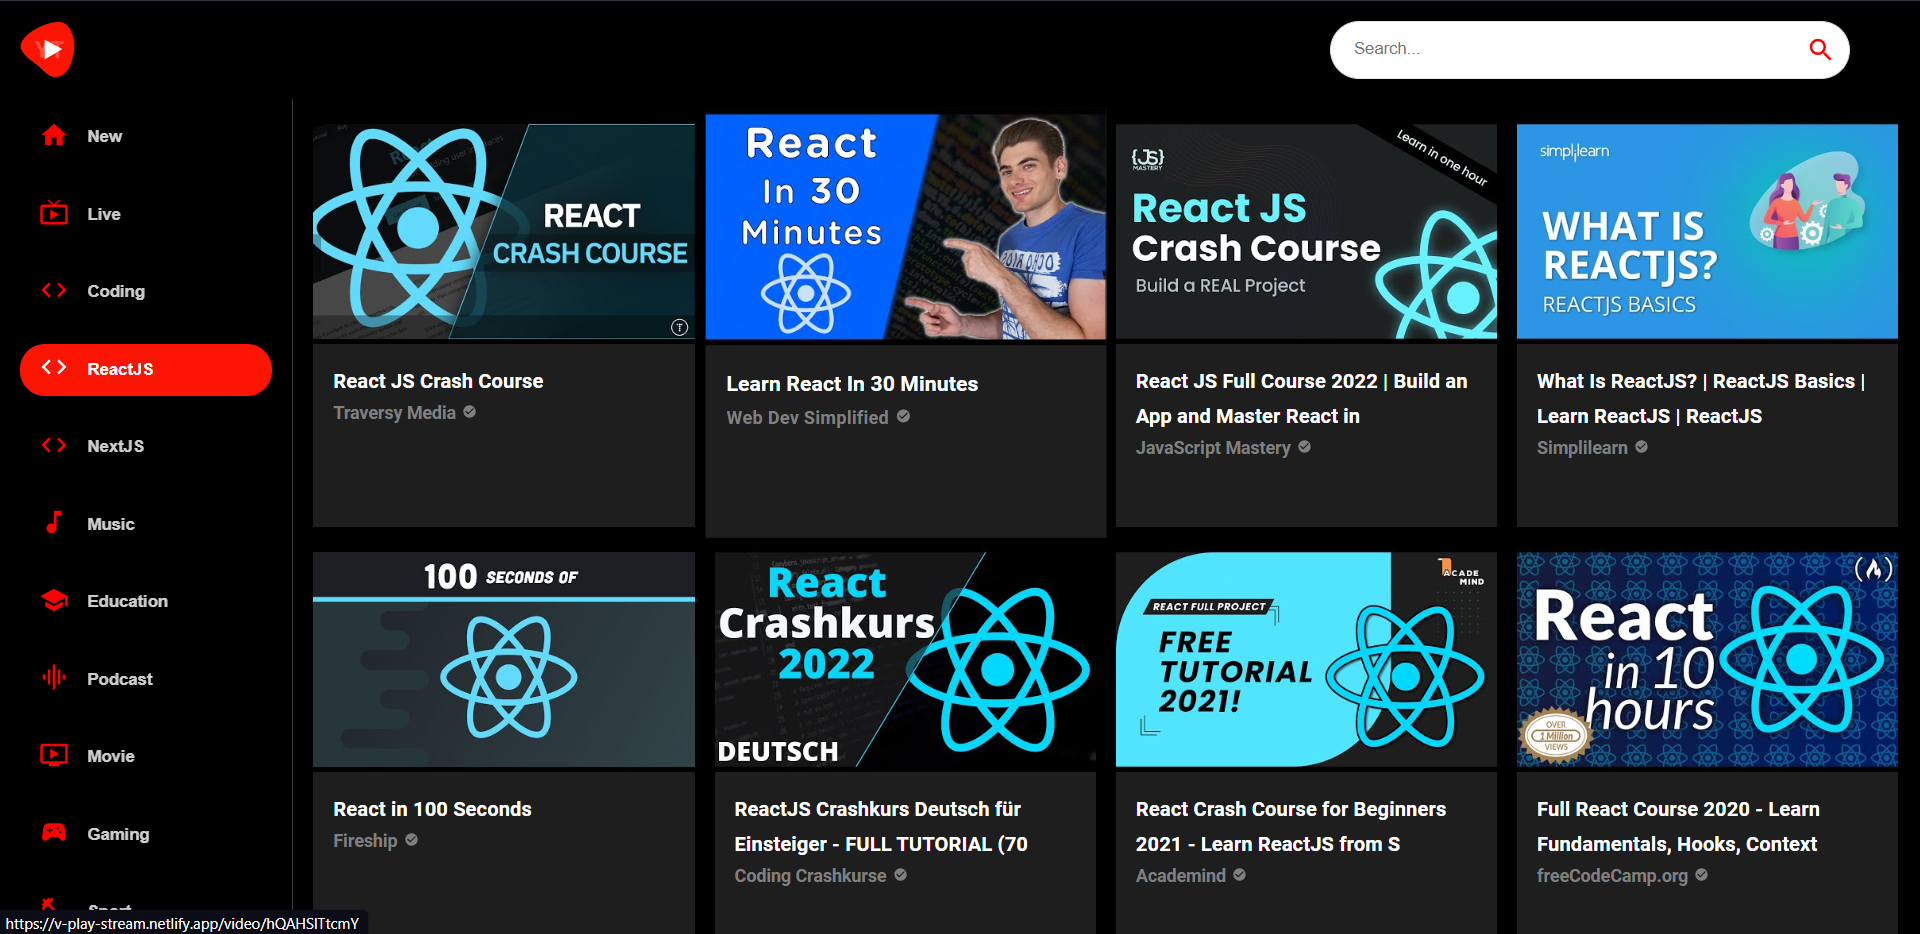 YT
Search...
New
Live
Coding
ReactJS
NextJS
Music
Education
Podcast
Movie
Gaming
Sport
REACT
CRASH COURSE
React JS Crash Course
Traversy Media
React
In 30
Minutes
Learn React In 30 Minutes
Web Dev Simplified
{JS}
MASTERY
Learn in one hour
React JS
Crash Course
Build a REAL Project
React JS Full Course 2022 | Build an
App and Master React in
JavaScript Mastery
simplilearn
WHAT IS
REACTJS?
REACTJS BASICS
What Is ReactJS? | ReactJS Basics |
Learn ReactJS | ReactJS
Simplilearn
100 SECONDS OF
React in 100 Seconds
Fireship
React
Crashkurs
2022
DEUTSCH
ReactJS Crashkurs Deutsch für
Einsteiger - FULL TUTORIAL (70
Coding Crashkurse
ACADE
MIND
REACT FULL PROJECT
FREE
TUTORIAL
2021!
React Crash Course for Beginners
2021 - Learn ReactJS from S
Academind
React
in 10
hours
OVER
1 Million
VIEWS
Full React Course 2020 - Learn
Fundamentals, Hooks, Context
freeCodeCamp.org
https://v-play-stream.netlify.app/video/hQAHSlTtcmY